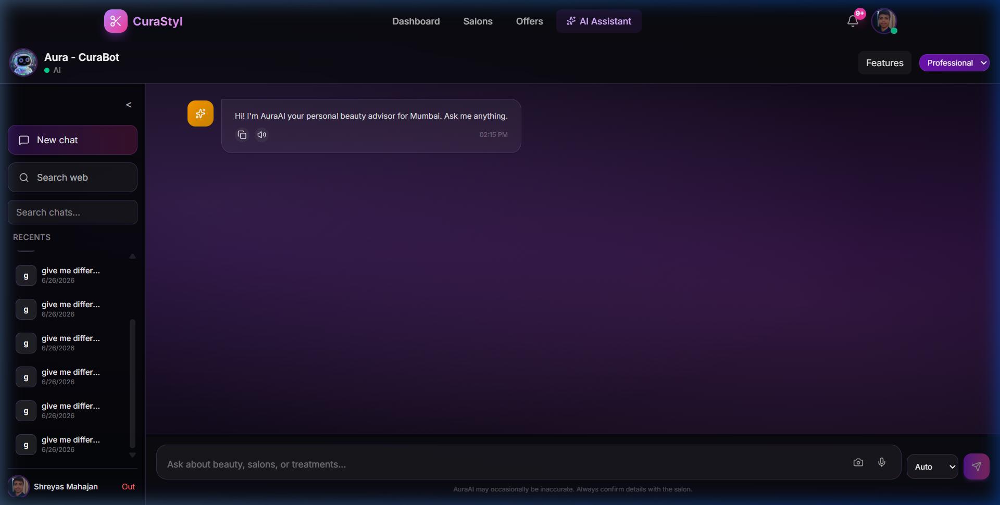 CuraStyl
Dashboard
Salons
Offers
AI Assistant
9+
Aura - CuraBot
AI
Features
Professional
<
New chat
Search web
Search chats...
RECENTS
g
give me differ...
6/26/2026
g
give me differ...
6/26/2026
g
give me differ...
6/26/2026
g
give me differ...
6/26/2026
g
give me differ...
6/26/2026
g
give me differ...
6/26/2026
Shreyas Mahajan
Out
Hi! I'm AuraAI your personal beauty advisor for Mumbai. Ask me anything.
02:15 PM
Ask about beauty, salons, or treatments...
Auto
AuraAI may occasionally be inaccurate. Always confirm details with the salon.